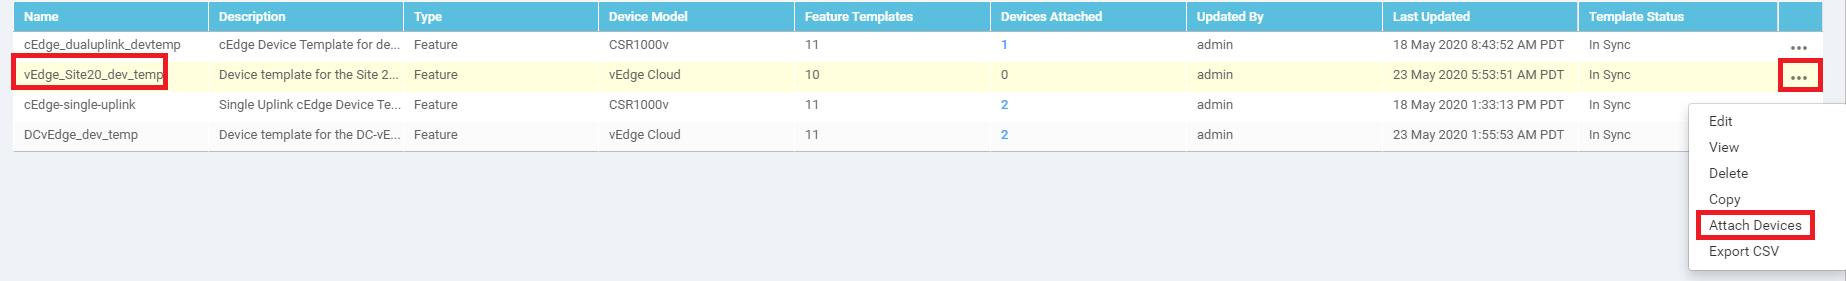 Name Description Type Device Model Feature Templates Devices Attached Updated By Last Updated Template Status
cEdge_dualuplink_devtemp cEdge Device Template for de... Feature CSR1000v 11 1 admin 18 May 2020 8:43:52 AM PDT In Sync •••
vEdge_Site20_dev_temp Device template for the Site 2... Feature vEdge Cloud 10 0 admin 23 May 2020 5:53:51 AM PDT In Sync •••
cEdge-single-uplink Single Uplink cEdge Device Te... Feature CSR1000v 11 2 admin 18 May 2020 1:33:13 PM PDT In Sync
DCvEdge_dev_temp Device template for the DC-vE... Feature vEdge Cloud 11 2 admin 23 May 2020 1:55:53 AM PDT In Sync
Edit
View
Delete
Copy
Attach Devices
Export CSV